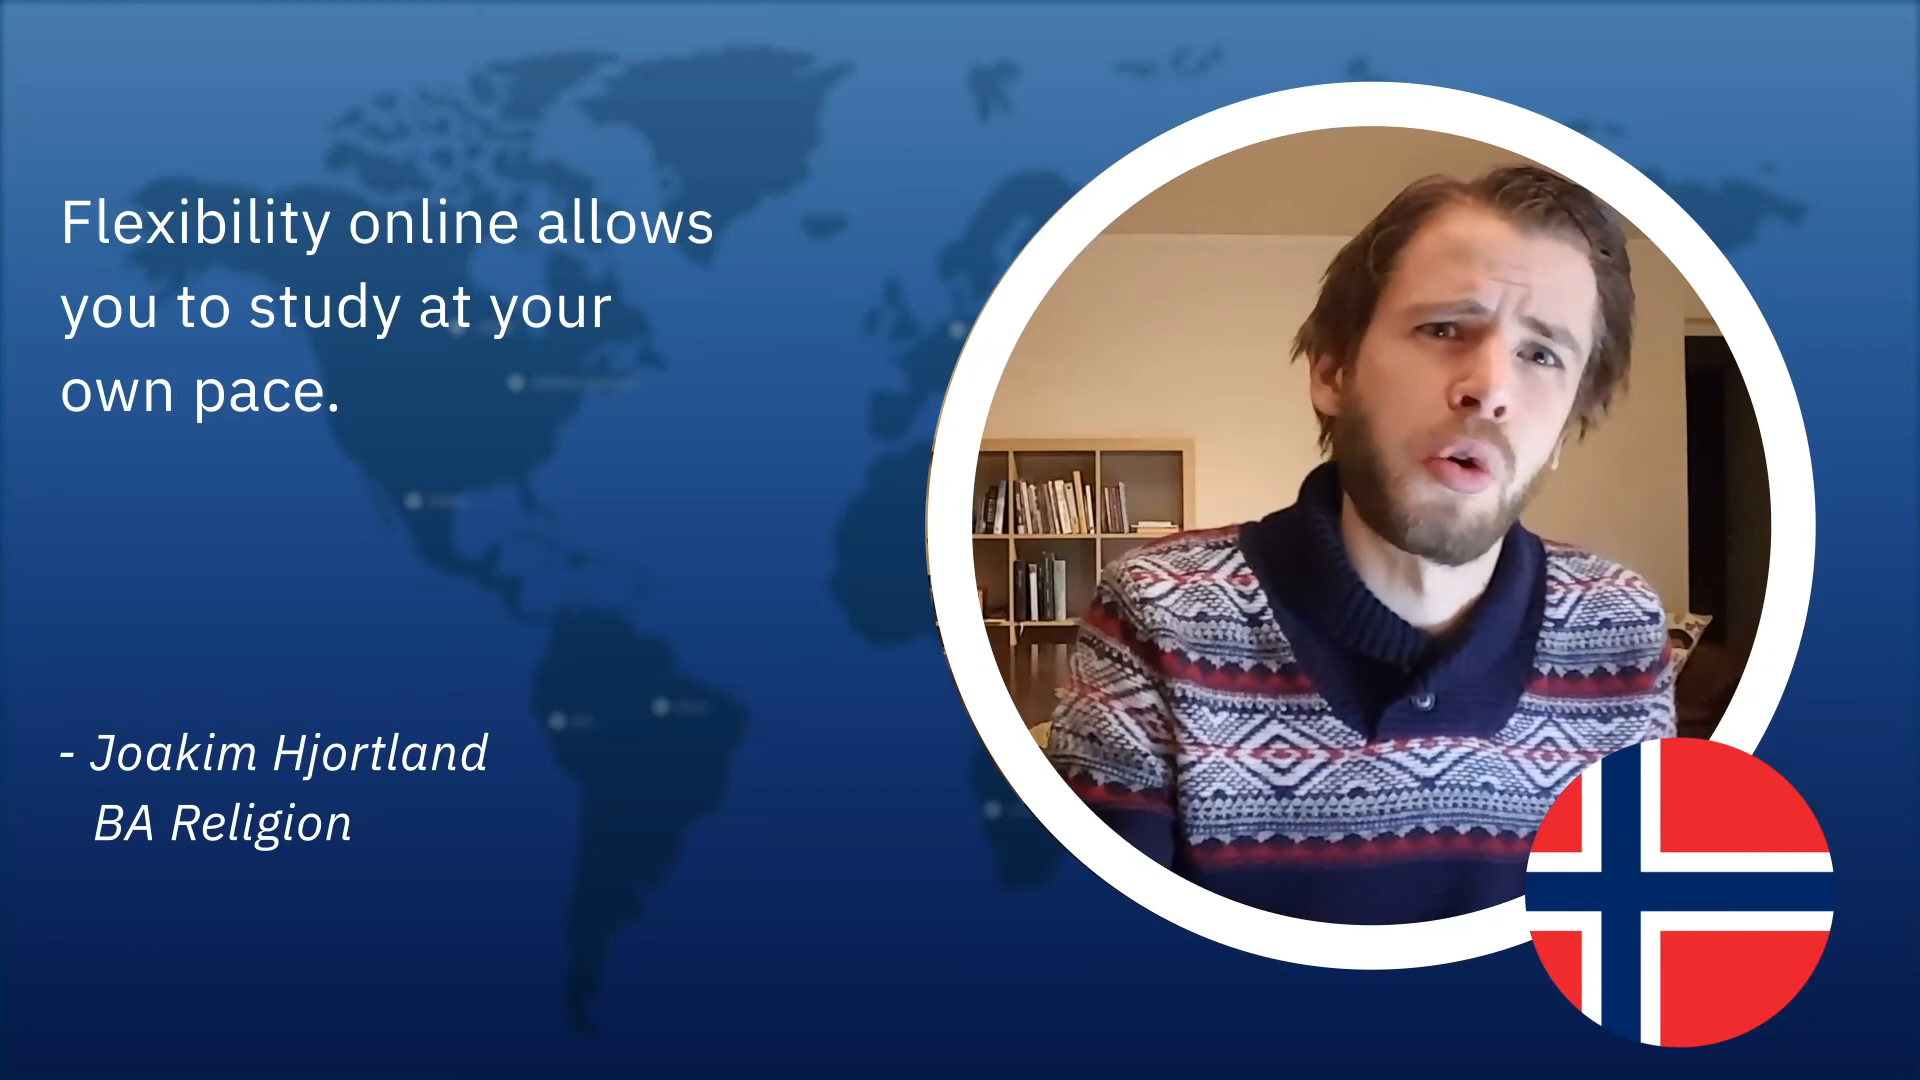 Flexibility online allows
you to study at your
own pace.
- Joakim Hjortland
BA Religion